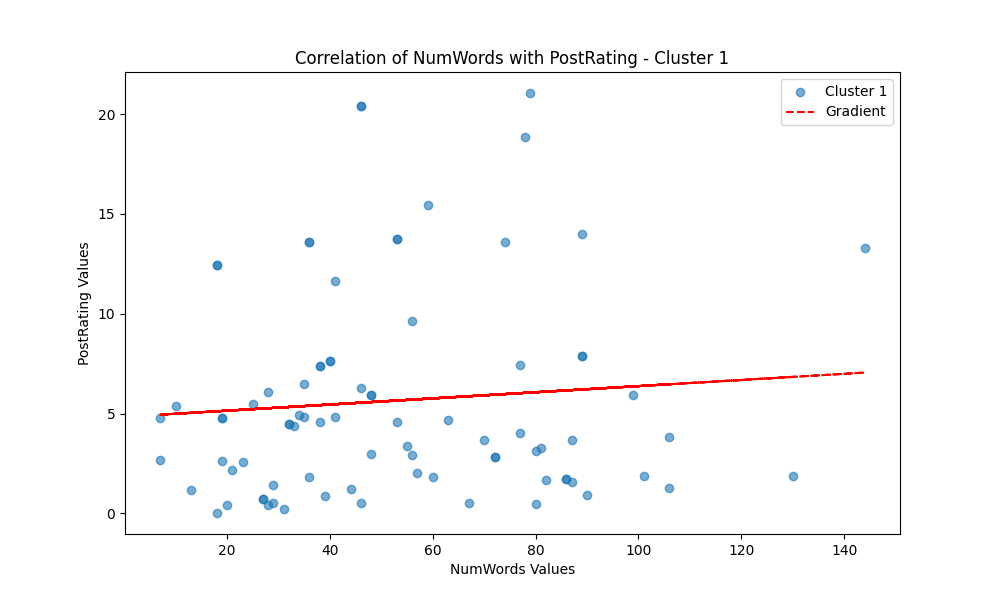 Correlation of NumWords with PostRating - Cluster 1
Cluster 1
Gradient
20
15
10
5
0
PostRating Values
20 40 60 80 100 120 140
NumWords Values